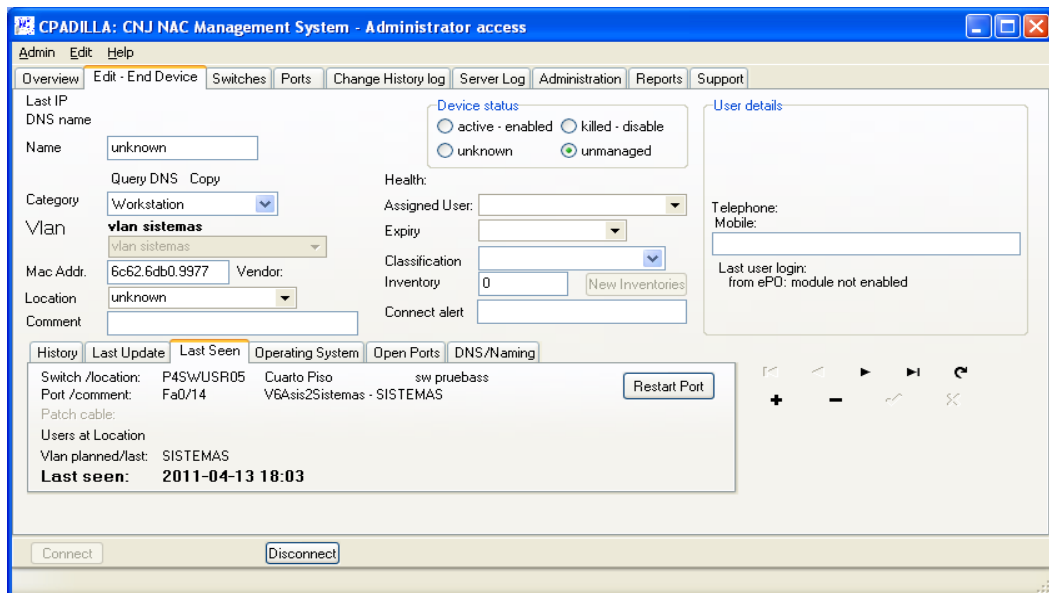 CPADILLA: CNJ NAC Management System - Administrator access
Admin Edit Help
Overview Edit - End Device Switches Ports Change History log Server Log Administration Reports Support
Last IP
DNS name
Name unknown
Query DNS Copy
Category Workstation
Vlan vlan sistemas
vlan sistemas
Mac Addr. 6c62.6db0.9977 Vendor:
Location unknown
Comment
Device status
active - enabled killed - disable
unknown unmanaged
Health:
Assigned User:
Expiry
Classification
Inventory 0 New Inventories
Connect alert
User details
Telephone:
Mobile:
Last user login:
from ePO: module not enabled
History Last Update Last Seen Operating System Open Ports DNS/Naming
Switch /location: P4SWUSR05 Cuarto Piso sw pruebass
Port /comment: Fa0/14 V6Asis2Sistemas - SISTEMAS
Restart Port
Patch cable:
Users at Location
Vlan planned/last: SISTEMAS
Last seen: 2011-04-13 18:03
Connect Disconnect